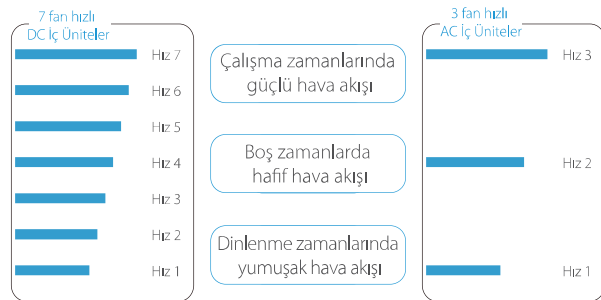 7 fan hızlı
DC İç Üniteler
Hız 7
Hız 6
Hız 5
Hız 4
Hız 3
Hız 2
Hız 1
Çalışma zamanlarında
güçlü hava akışı
Boş zamanlarda
hafif hava akışı
Dinlenme zamanlarında
yumuşak hava akışı
3 fan hızlı
AC İç Üniteler
Hız 3
Hız 2
Hız 1